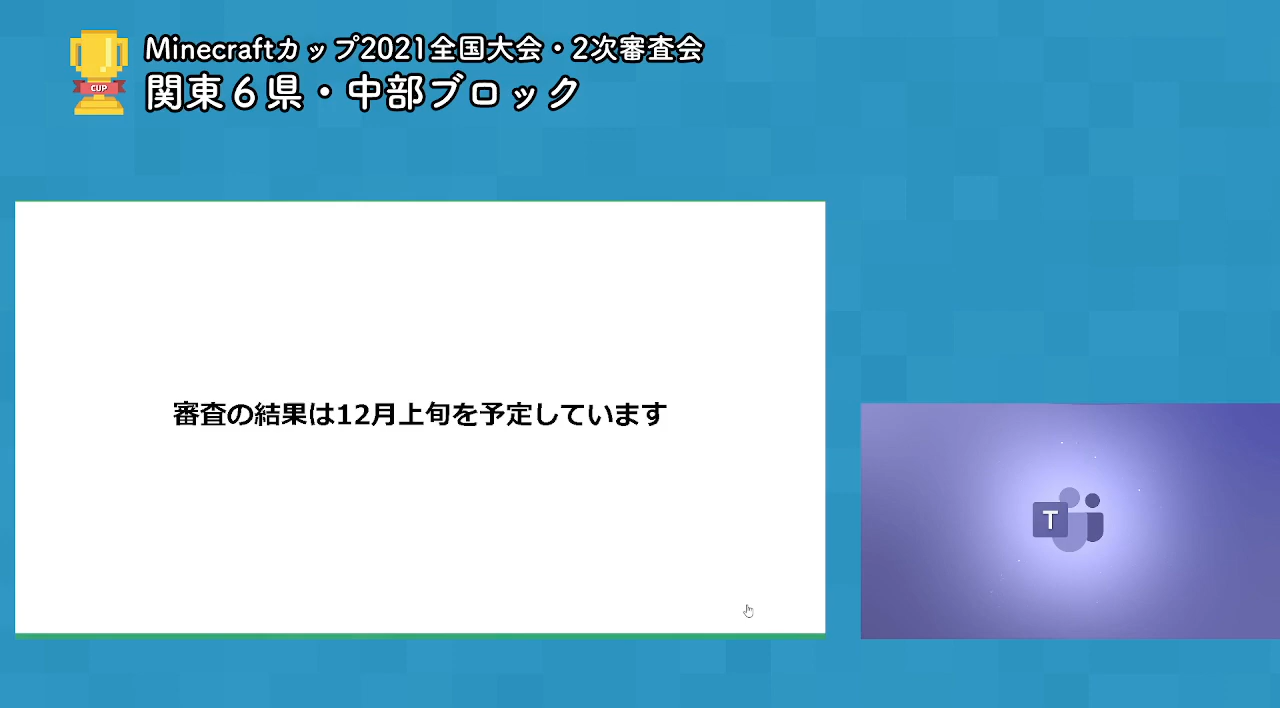 Minecraftカップ2021全国大会・2次審査会
関東６県・中部ブロック
CUP
審査の結果は12月上旬を予定しています
T